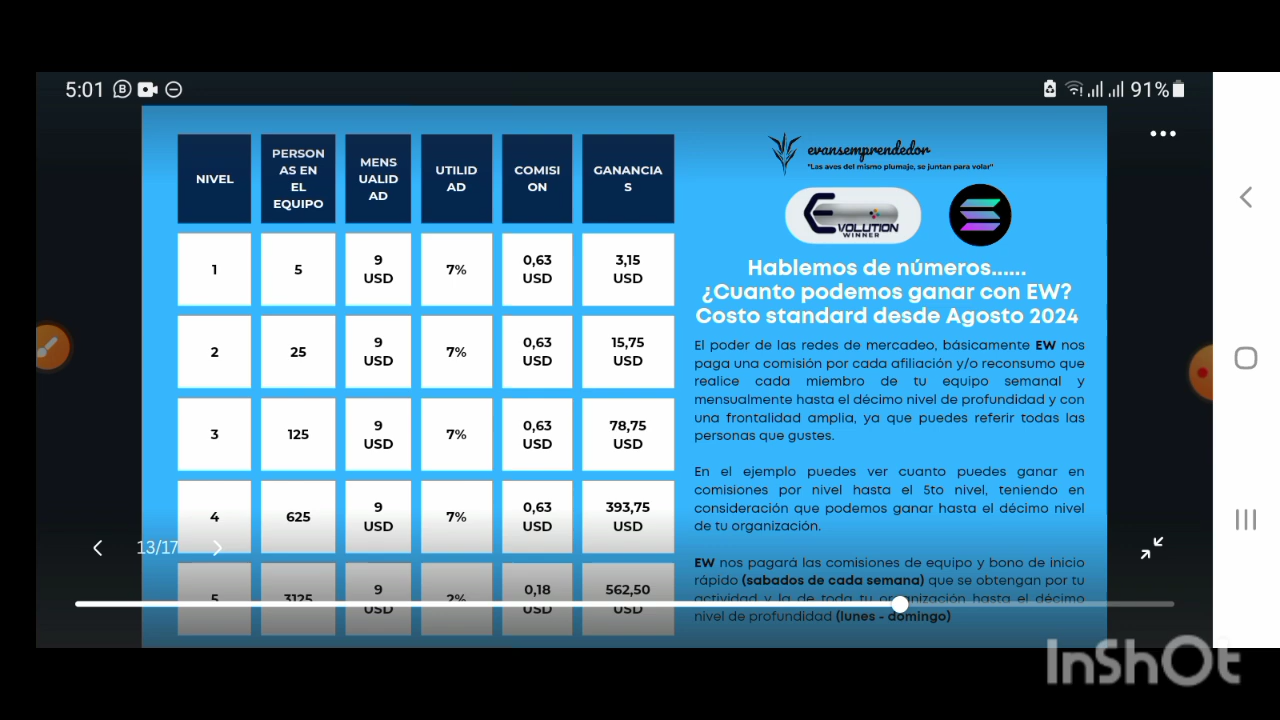 5:01
91%
NIVEL
PERSON
AS EN
EL
EQUIPO
MENS
UALID
AD
UTILID
AD
COMISI
ON
GANANCIA
S
1
5
9
USD
7%
0,63
USD
3,15
USD
2
25
9
USD
7%
0,63
USD
15,75
USD
3
125
9
USD
7%
0,63
USD
78,75
USD
4
625
9
USD
7%
0,63
USD
393,75
USD
5
3125
9
USD
2%
0,18
USD
562,50
USD
13/17
evansemprendedor
"Las aves del mismo plumaje, se juntan para volar"
EVOLUTION
WINNER
Hablemos de números......
¿Cuanto podemos ganar con EW?
Costo standard desde Agosto 2024
El poder de las redes de mercadeo, básicamente EW nos
paga una comisión por cada afiliación y/o reconsumo que
realice cada miembro de tu equipo semanal y
mensualmente hasta el décimo nivel de profundidad y con
una frontalidad amplia, ya que puedes referir todas las
personas que gustes.
En el ejemplo puedes ver cuanto puedes ganar en
comisiones por nivel hasta el 5to nivel, teniendo en
consideración que podemos ganar hasta el décimo nivel
de tu organización.
EW nos pagará las comisiones de equipo y bono de inicio
rápido (sabados de cada semana) que se obtengan por tu
actividad y la de toda tu organización hasta el décimo
nivel de profundidad (lunes - domingo)
InShOt